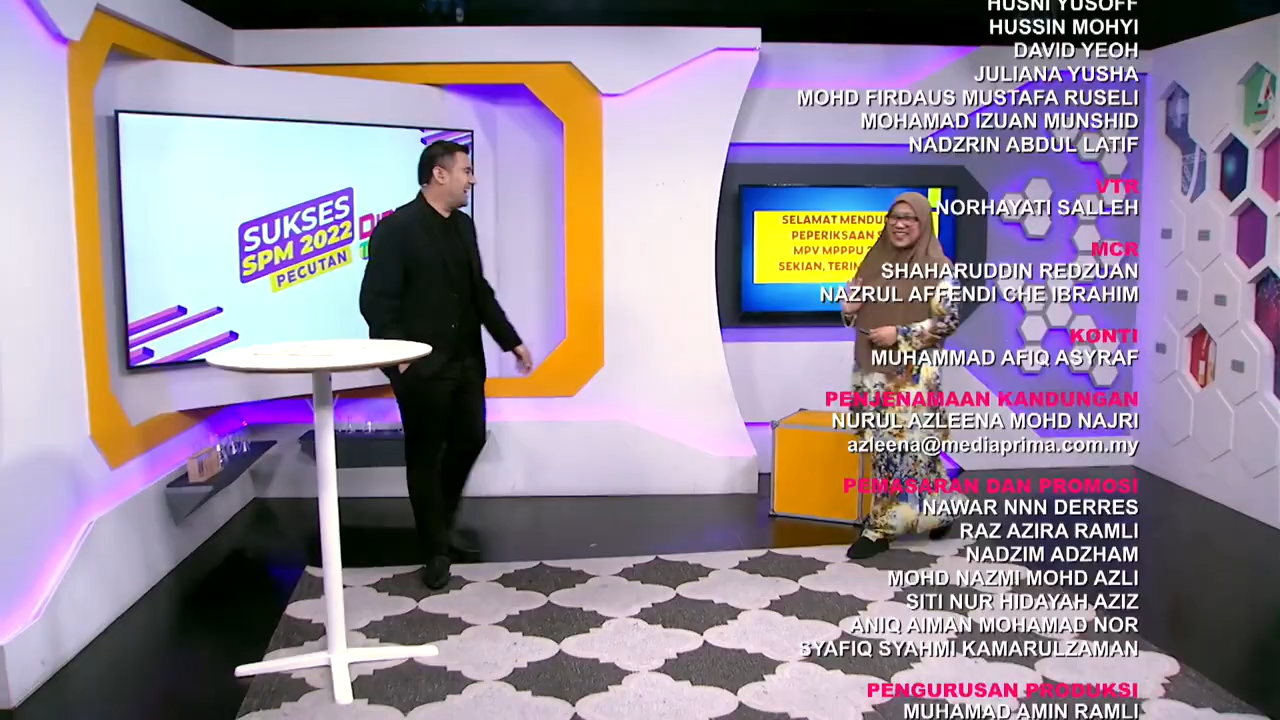 SUKSES
SPM 2022
PECUTAN
SELAMAT
PEPERIKSAAN
MPV MPPPU
SEKIAN,
HUSNI YUSOFF
HUSSIN MOHYI
DAVID YEOH
JULIANA YUSHA
MOHD FIRDAUS MUSTAFA RUSELI
MOHAMAD IZUAN MUNSHID
NADZRIN ABDUL LATIF
VTR
NORHAYATI SALLEH
MCR
SHAHARUDDIN REDZUAN
NAZRUL AFFENDI CHE IBRAHIM
KONTI
MUHAMMAD AFIQ ASYRAF
PENJENAMAAN KANDUNGAN
NURUL AZLEENA MOHD NAJRI
azleena@mediaprima.com.my
PEMASARAN DAN PROMOSI
NAWAR NNN DERRES
RAZ AZIRA RAMLI
NADZIM ADZHAM
MOHD NAZMI MOHD AZLI
SITI NUR HIDAYAH AZIZ
ANIQ AIMAN MOHAMAD NOR
SYAFIQ SYAHMI KAMARULZAMAN
PENGURUSAN PRODUKSI
MUHAMAD AMIN RAMLI